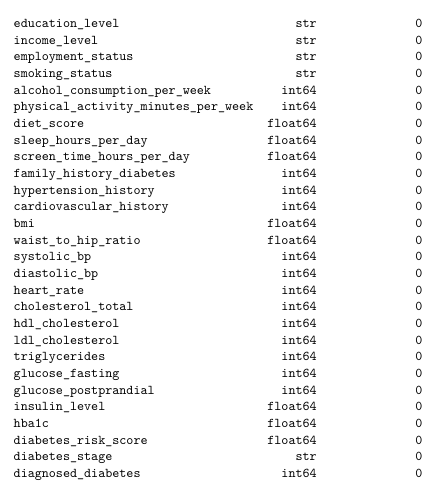 education_level str 0
income_level str 0
employment_status str 0
smoking_status str 0
alcohol_consumption_per_week int64 0
physical_activity_minutes_per_week int64 0
diet_score float64 0
sleep_hours_per_day float64 0
screen_time_hours_per_day float64 0
family_history_diabetes int64 0
hypertension_history int64 0
cardiovascular_history int64 0
bmi float64 0
waist_to_hip_ratio float64 0
systolic_bp int64 0
diastolic_bp int64 0
heart_rate int64 0
cholesterol_total int64 0
hdl_cholesterol int64 0
ldl_cholesterol int64 0
triglycerides int64 0
glucose_fasting int64 0
glucose_postprandial int64 0
insulin_level float64 0
hba1c float64 0
diabetes_risk_score float64 0
diabetes_stage str 0
diagnosed_diabetes int64 0